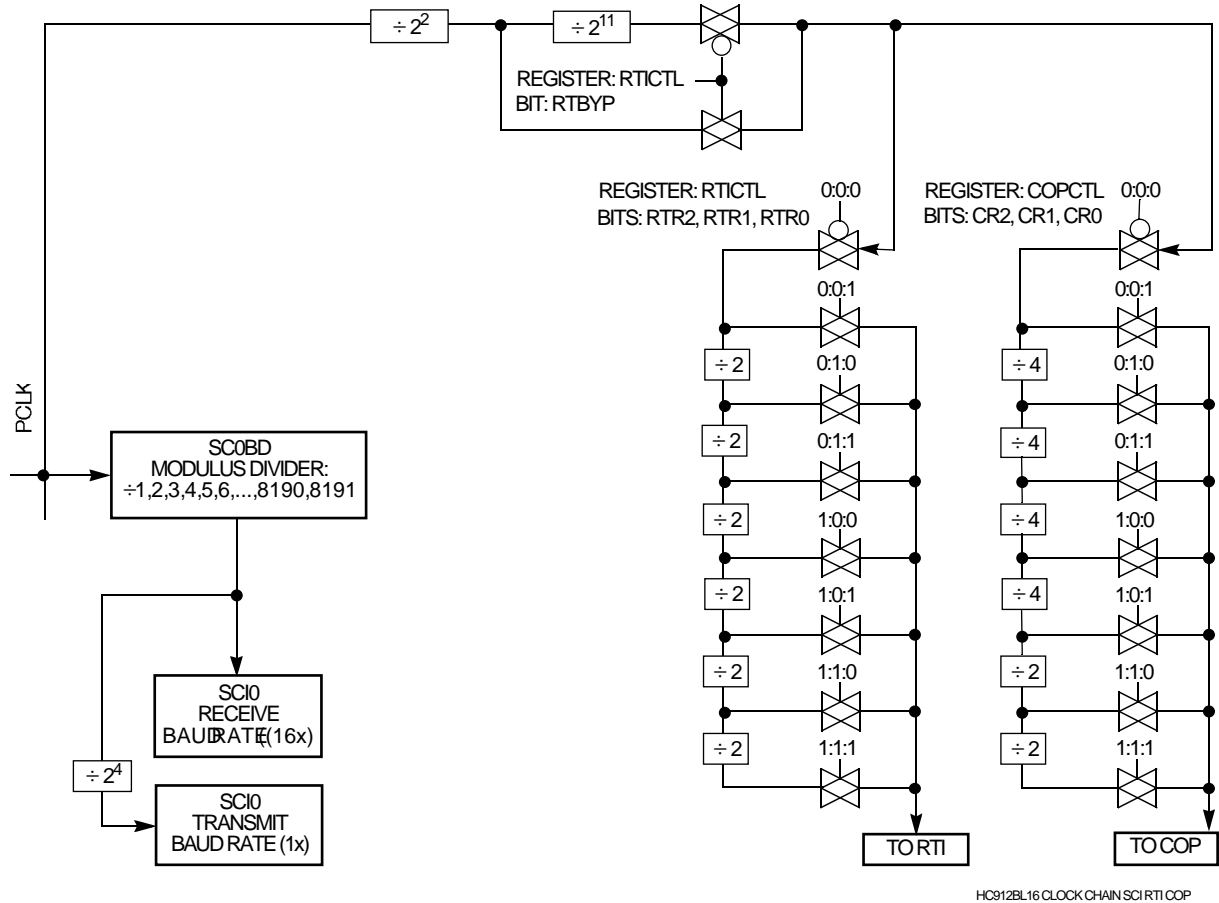 ÷ 2²
÷ 2¹¹
REGISTER: RTICTL
BIT: RTBYP
REGISTER: RTICTL
BITS: RTR2, RTR1, RTR0
0:0:0
REGISTER: COPCTL
BITS: CR2, CR1, CR0
0:0:0
0:0:1
÷ 2
0:1:0
÷ 2
0:1:1
÷ 2
1:0:0
÷ 2
1:0:1
÷ 2
1:1:0
÷ 2
1:1:1
TO RTI
0:0:1
÷ 4
0:1:0
÷ 4
0:1:1
÷ 4
1:0:0
÷ 4
1:0:1
÷ 2
1:1:0
÷ 2
1:1:1
TO COP
PCLK
SC0BD
MODULUS DIVIDER:
÷1,2,3,4,5,6,...,8190,8191
SCI0
RECEIVE
BAUD RATE ((16x)
÷ 2⁴
SCI0
TRANSMIT
BAUD RATE (1x)
HC912BL16 CLOCK CHAIN SCI RTI COP